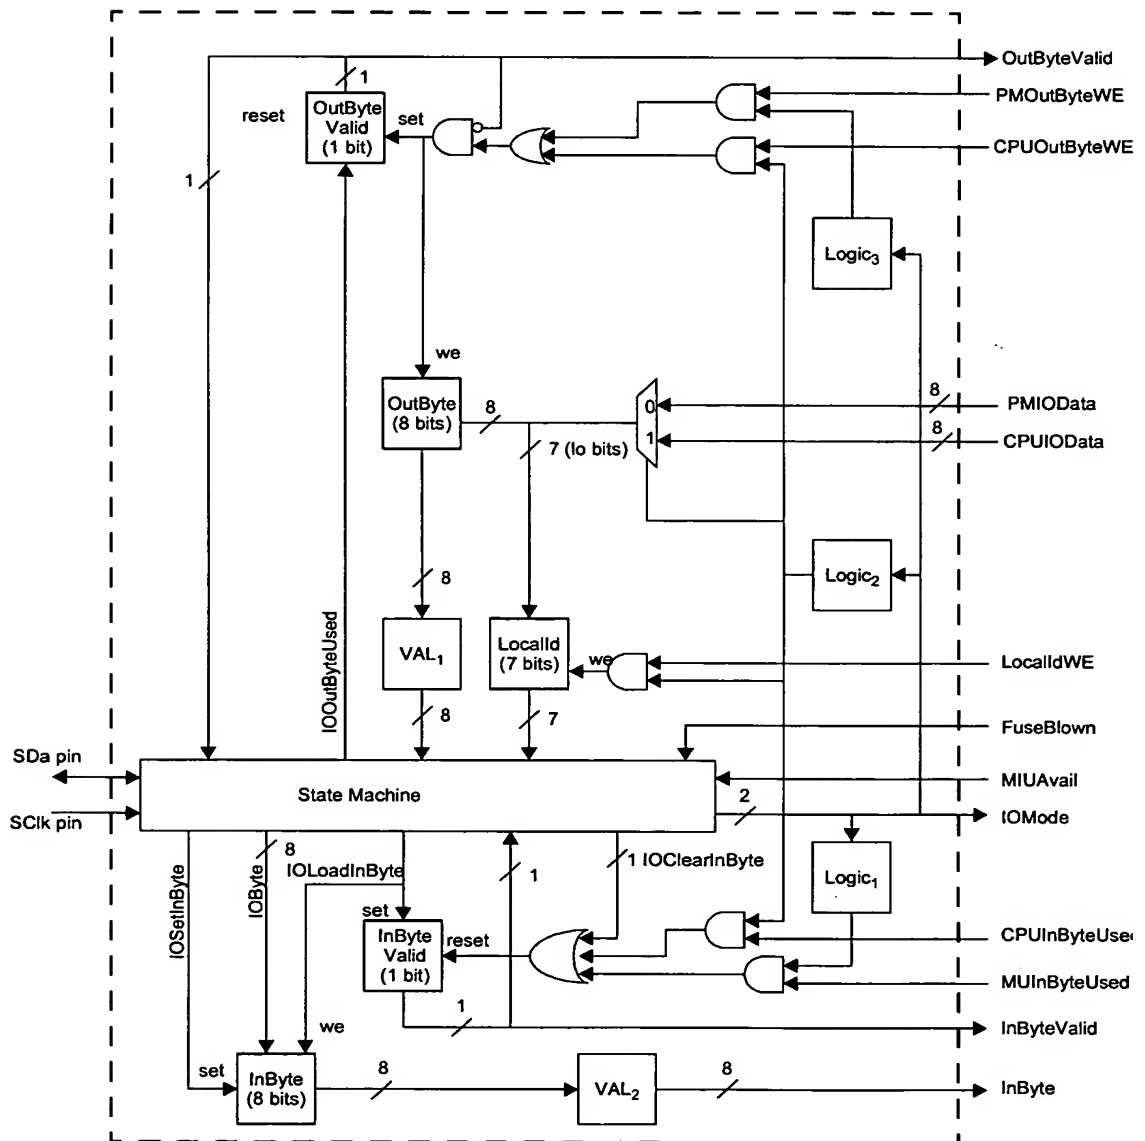 OutByteValid
1
PMOutByteWE
reset
OutByte
Valid
(1 bit)
set
CPUOutByteWE
1
Logic₃
we
OutByte
(8 bits)
8
0
8
PMIOData
1
8
CPUIOData
7 (lo bits)
Logic₂
8
IOOutByteUsed
VAL₁
LocalId
(7 bits)
we
LocalIdWE
8
7
FuseBlown
SDa pin
State Machine
MIUAvail
2
SClk pin
IOMode
8
IOSetInByte
IOByte
IOLoadInByte
1
1 IOClearInByte
Logic₁
set
InByte
Valid
(1 bit)
reset
CPUInByteUsed
MUInByteUsed
1
we
InByteValid
set
InByte
(8 bits)
8
VAL₂
8
InByte